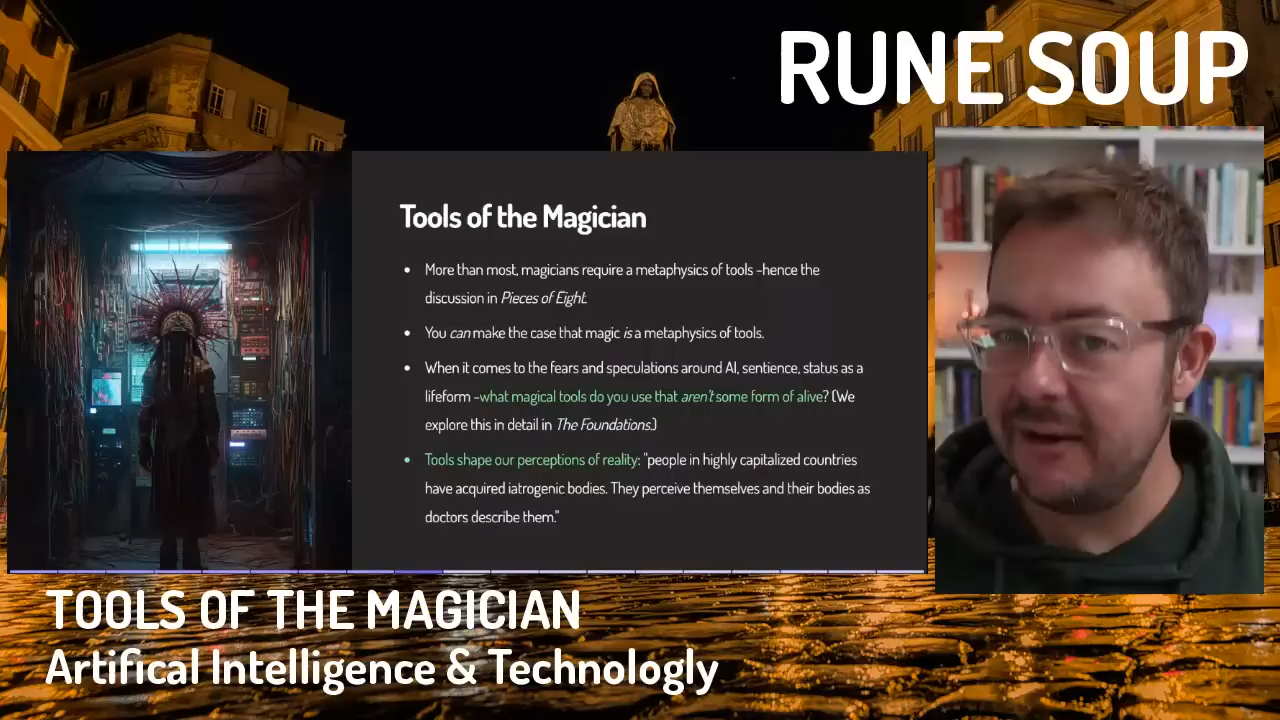 RUNE SOUP
Tools of the Magician
• More than most, magicians require a metaphysics of tools -hence the
discussion in Pieces of Eight.
• You can make the case that magic is a metaphysics of tools.
• When it comes to the fears and speculations around AI, sentience, status as a
lifeform -what magical tools do you use that aren't some form of alive? (We
explore this in detail in The Foundations.)
• Tools shape our perceptions of reality: "people in highly capitalized countries
have acquired iatrogenic bodies. They perceive themselves and their bodies as
doctors describe them."
TOOLS OF THE MAGICIAN
Artifical Intelligence & Technologly